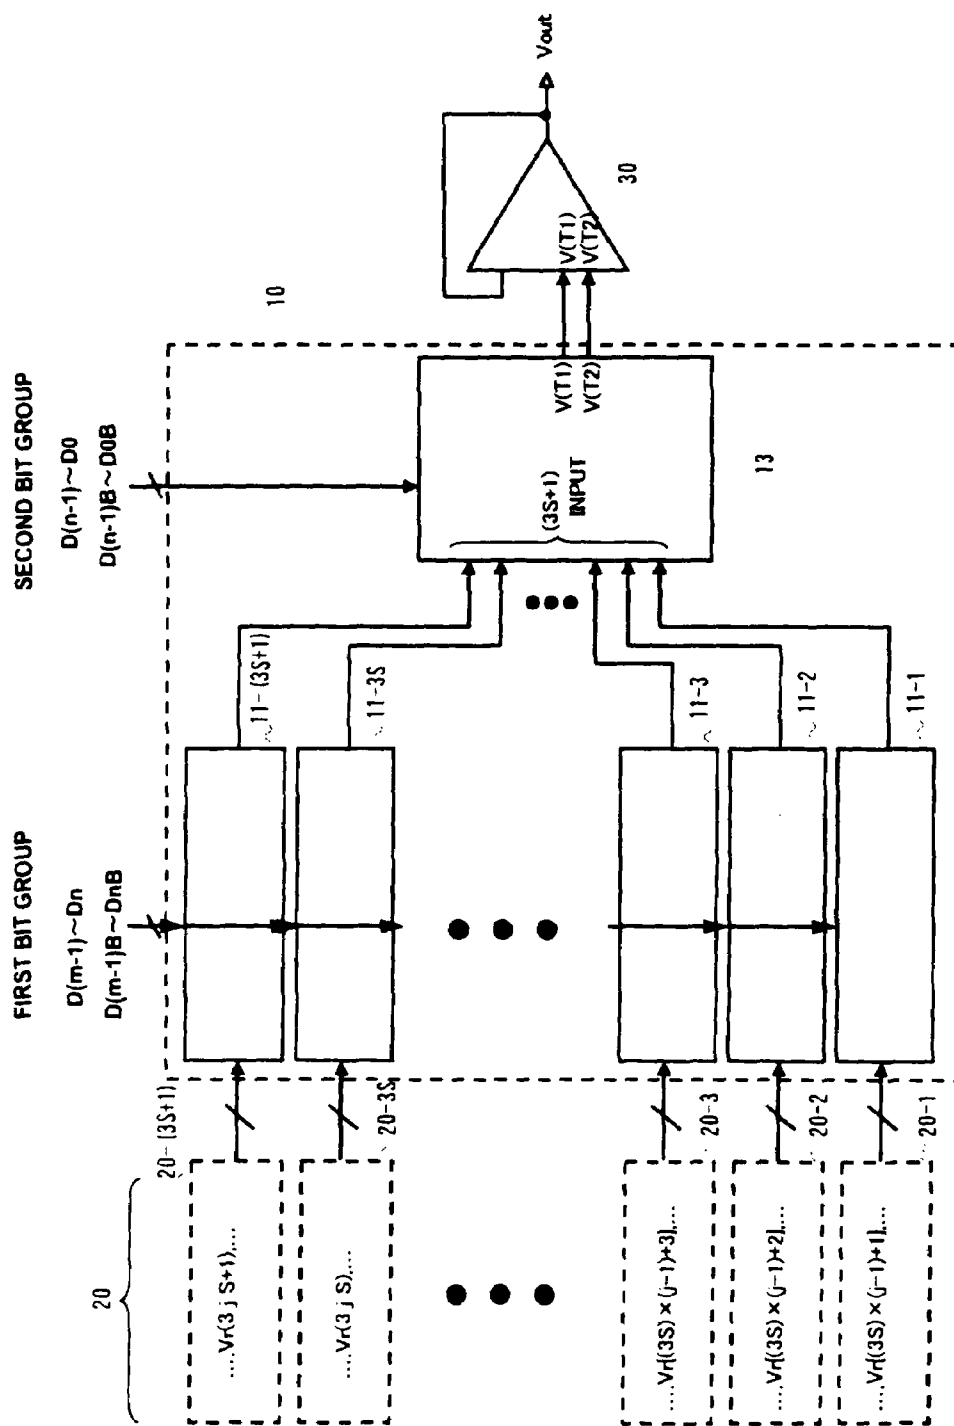 FIRST BIT GROUP
D(m-1)~Dn
D(m-1)B~DnB
SECOND BIT GROUP
D(n-1)~D0
D(n-1)B~D0B
10
20
20-(3S+1)
....Vr(3 j S+1),...
11-(3S+1)
20-3S
....Vr(3 j S),...
11-3S
20-3
....Vr[(3S)×(j-1)+3],...
11-3
20-2
....Vr[(3S)×(j-1)+2],...
11-2
20-1
....Vr[(3S)×(j-1)+1],...
11-1
(3S+1)
INPUT
V(T1)
V(T2)
13
V(T1)
V(T2)
30
Vout